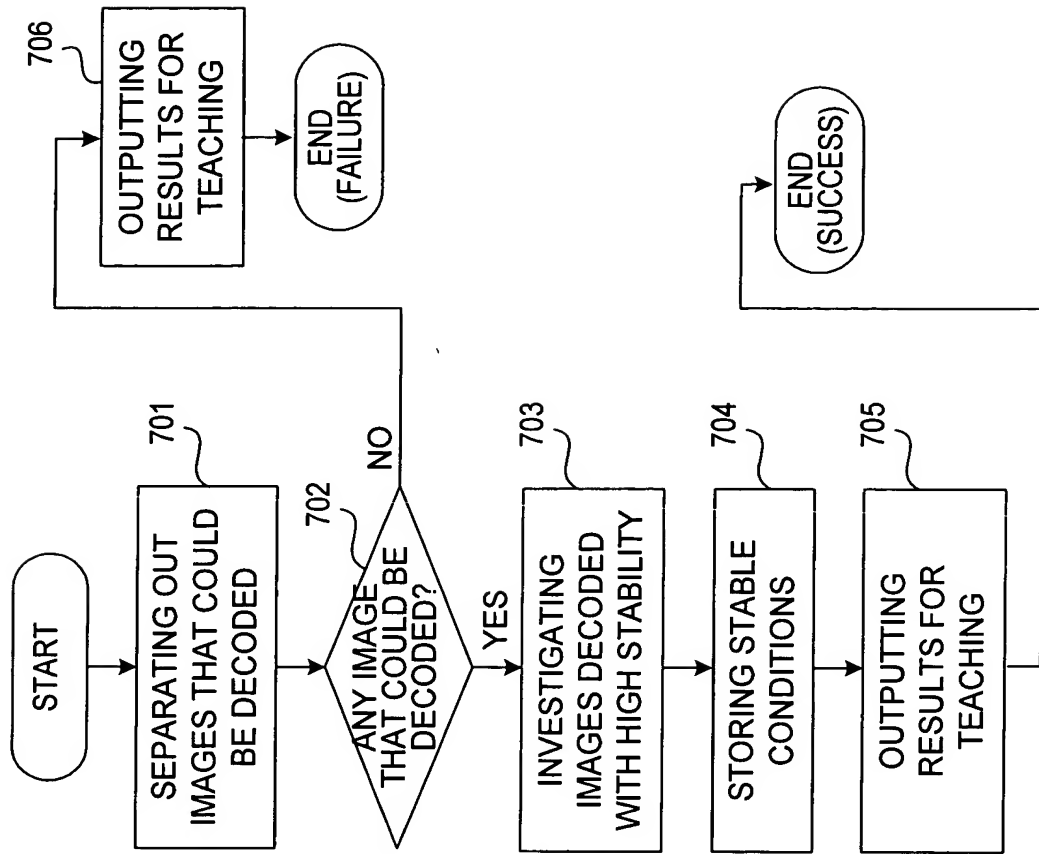 START
701
SEPARATING OUT
IMAGES THAT COULD
BE DECODED
702
ANY IMAGE
THAT COULD BE
DECODED?
NO
YES
703
INVESTIGATING
IMAGES DECODED
WITH HIGH STABILITY
704
STORING STABLE
CONDITIONS
705
OUTPUTTING
RESULTS FOR
TEACHING
706
OUTPUTTING
RESULTS FOR
TEACHING
END
(FAILURE)
END
(SUCCESS)